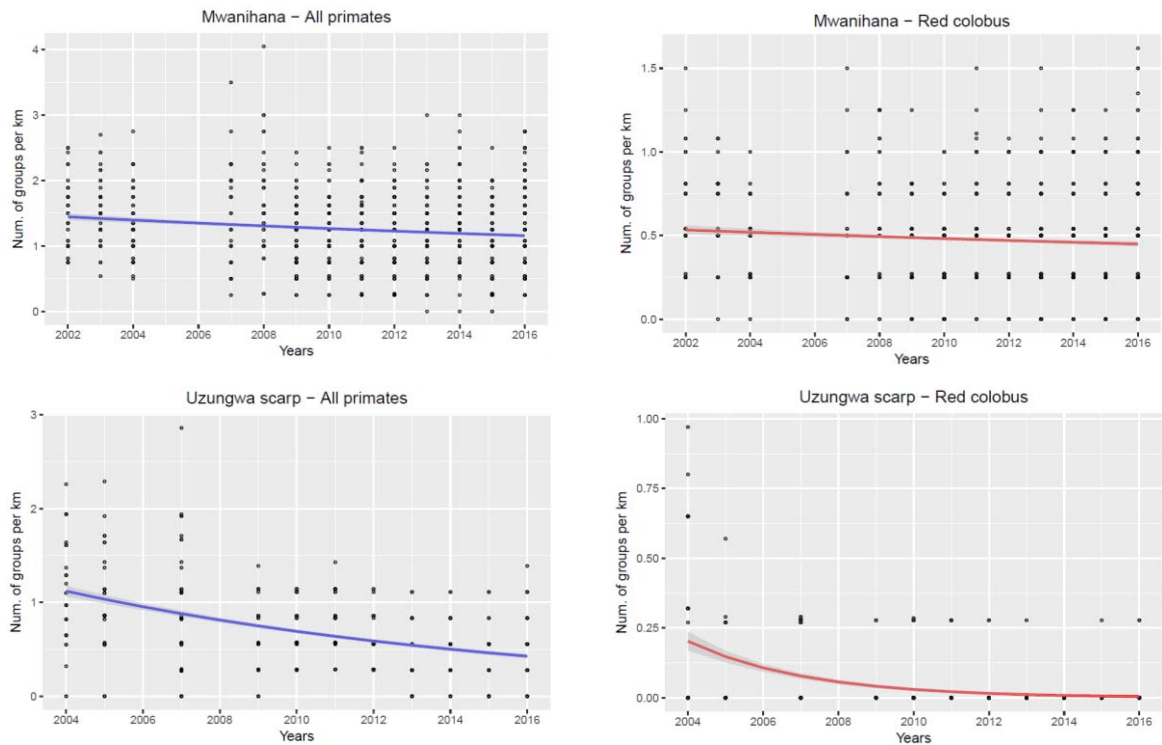 Mwanihana – All primates
Num. of groups per km
4
3
2
1
0
2002 2004 2006 2008 2010 2012 2014 2016
Years
Mwanihana – Red colobus
Num. of groups per km
1.5
1.0
0.5
0.0
2002 2004 2006 2008 2010 2012 2014 2016
Years
Uzungwa scarp – All primates
Num. of groups per km
3
2
1
0
2004 2006 2008 2010 2012 2014 2016
Years
Uzungwa scarp – Red colobus
Num. of groups per km
1.00
0.75
0.50
0.25
0.00
2004 2006 2008 2010 2012 2014 2016
Years